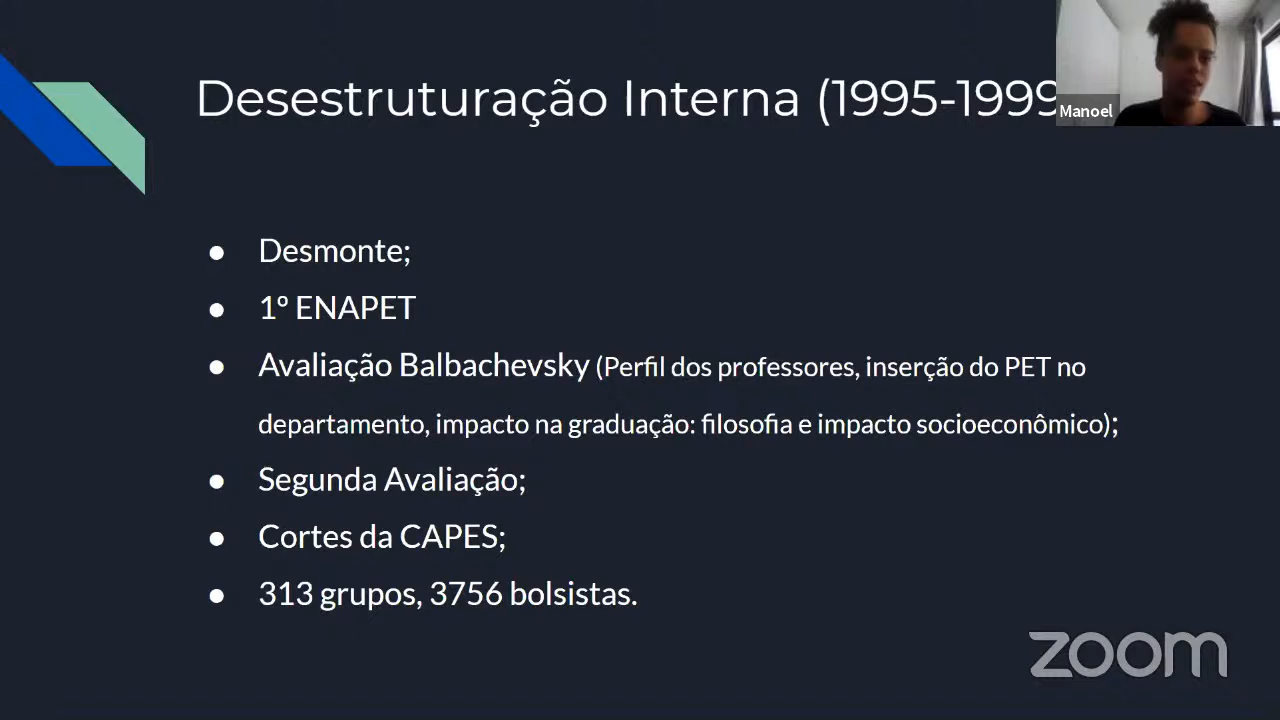 Desestruturação Interna (1995-1999
Manoel
● Desmonte;
● 1º ENAPET
● Avaliação Balbachevsky (Perfil dos professores, inserção do PET no
departamento, impacto na graduação: filosofia e impacto socioeconômico);
● Segunda Avaliação;
● Cortes da CAPES;
● 313 grupos, 3756 bolsistas.
zoom